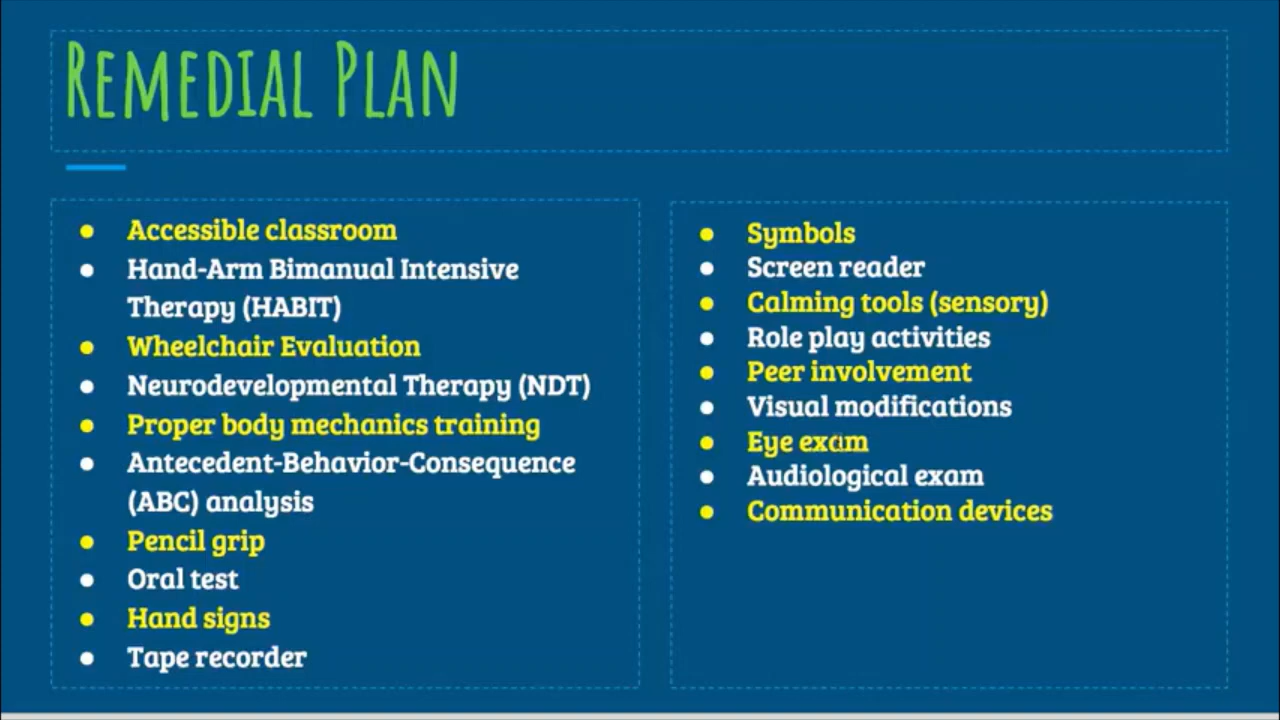 Remedial Plan
● Accessible classroom
● Hand-Arm Bimanual Intensive
Therapy (HABIT)
● Wheelchair Evaluation
● Neurodevelopmental Therapy (NDT)
● Proper body mechanics training
● Antecedent-Behavior-Consequence
(ABC) analysis
● Pencil grip
● Oral test
● Hand signs
● Tape recorder
● Symbols
● Screen reader
● Calming tools (sensory)
● Role play activities
● Peer involvement
● Visual modifications
● Eye exam
● Audiological exam
● Communication devices